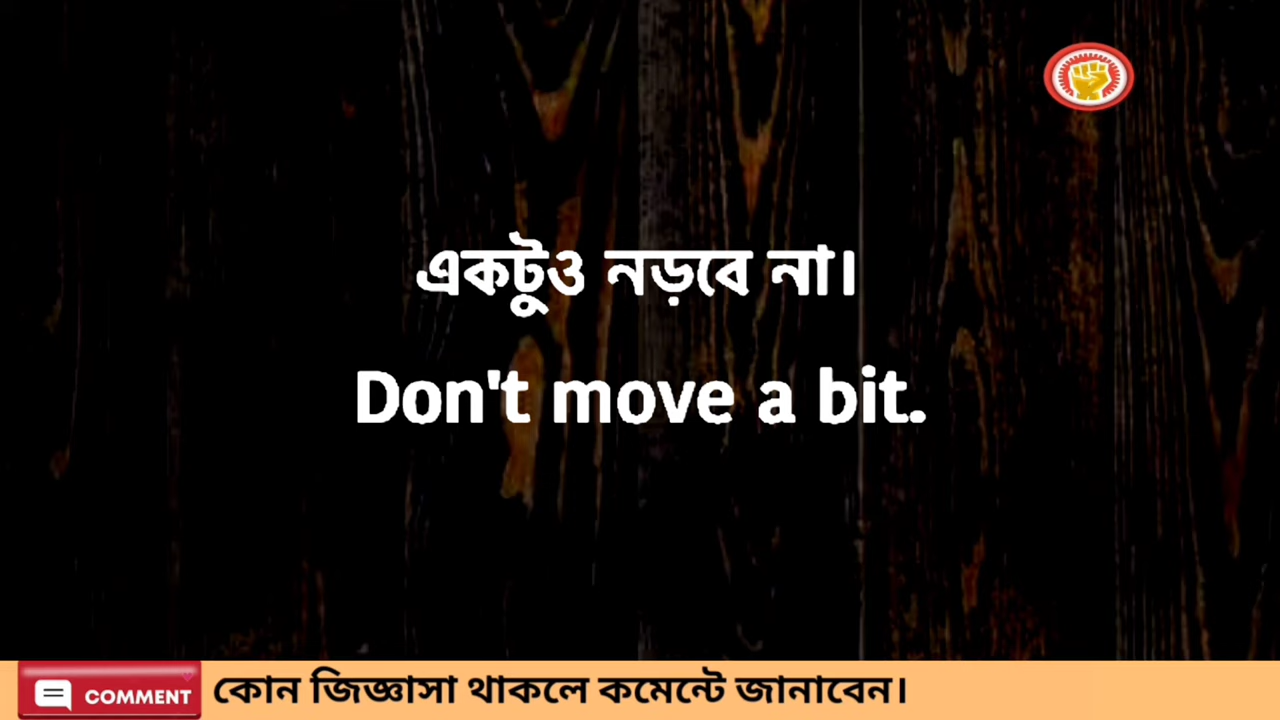 একটুও নড়বে না।
Don't move a bit.
COMMENT কোন জিজ্ঞাসা থাকলে কমেন্টে জানাবেন।